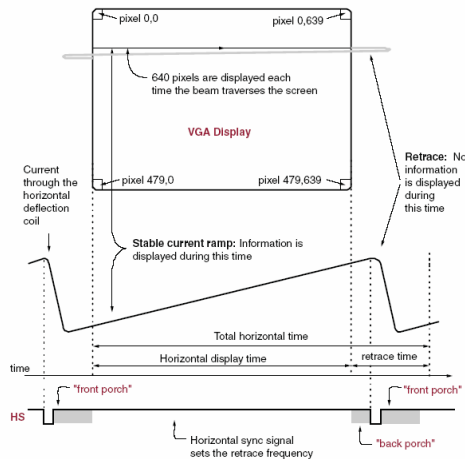 pixel 0,0
pixel 0,639
640 pixels are displayed each
time the beam traverses the screen
VGA Display
pixel 479,0
pixel 479,639
Current
through the
horizontal
deflection
coil
Retrace: No
information
is displayed
during
this time
Stable current ramp: Information is
displayed during this time
Total horizontal time
Horizontal display time
retrace time
time
"front porch"
"front porch"
HS
Horizontal sync signal
sets the retrace frequency
"back porch"